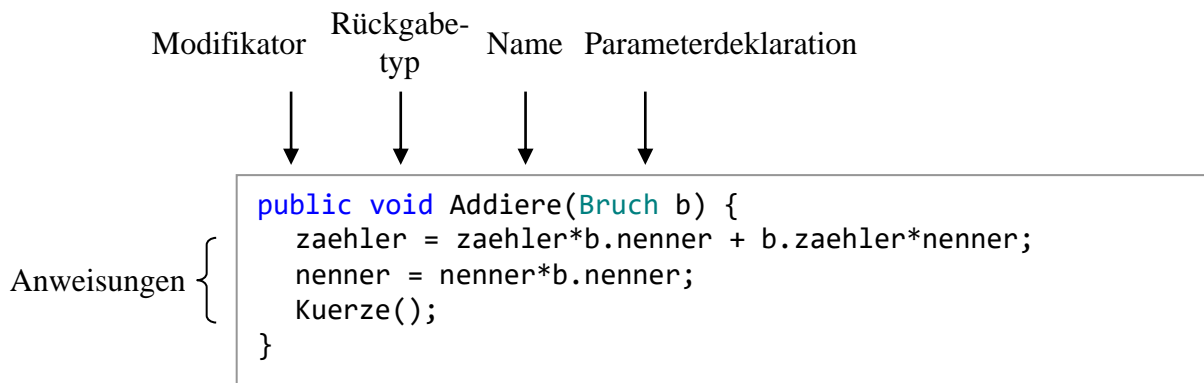 Modifikator Rückgabe-
typ Name Parameterdeklaration
public void Addiere(Bruch b) {
zaehler = zaehler*b.nenner + b.zaehler*nenner;
Anweisungen nenner = nenner*b.nenner;
Kuerze();
}